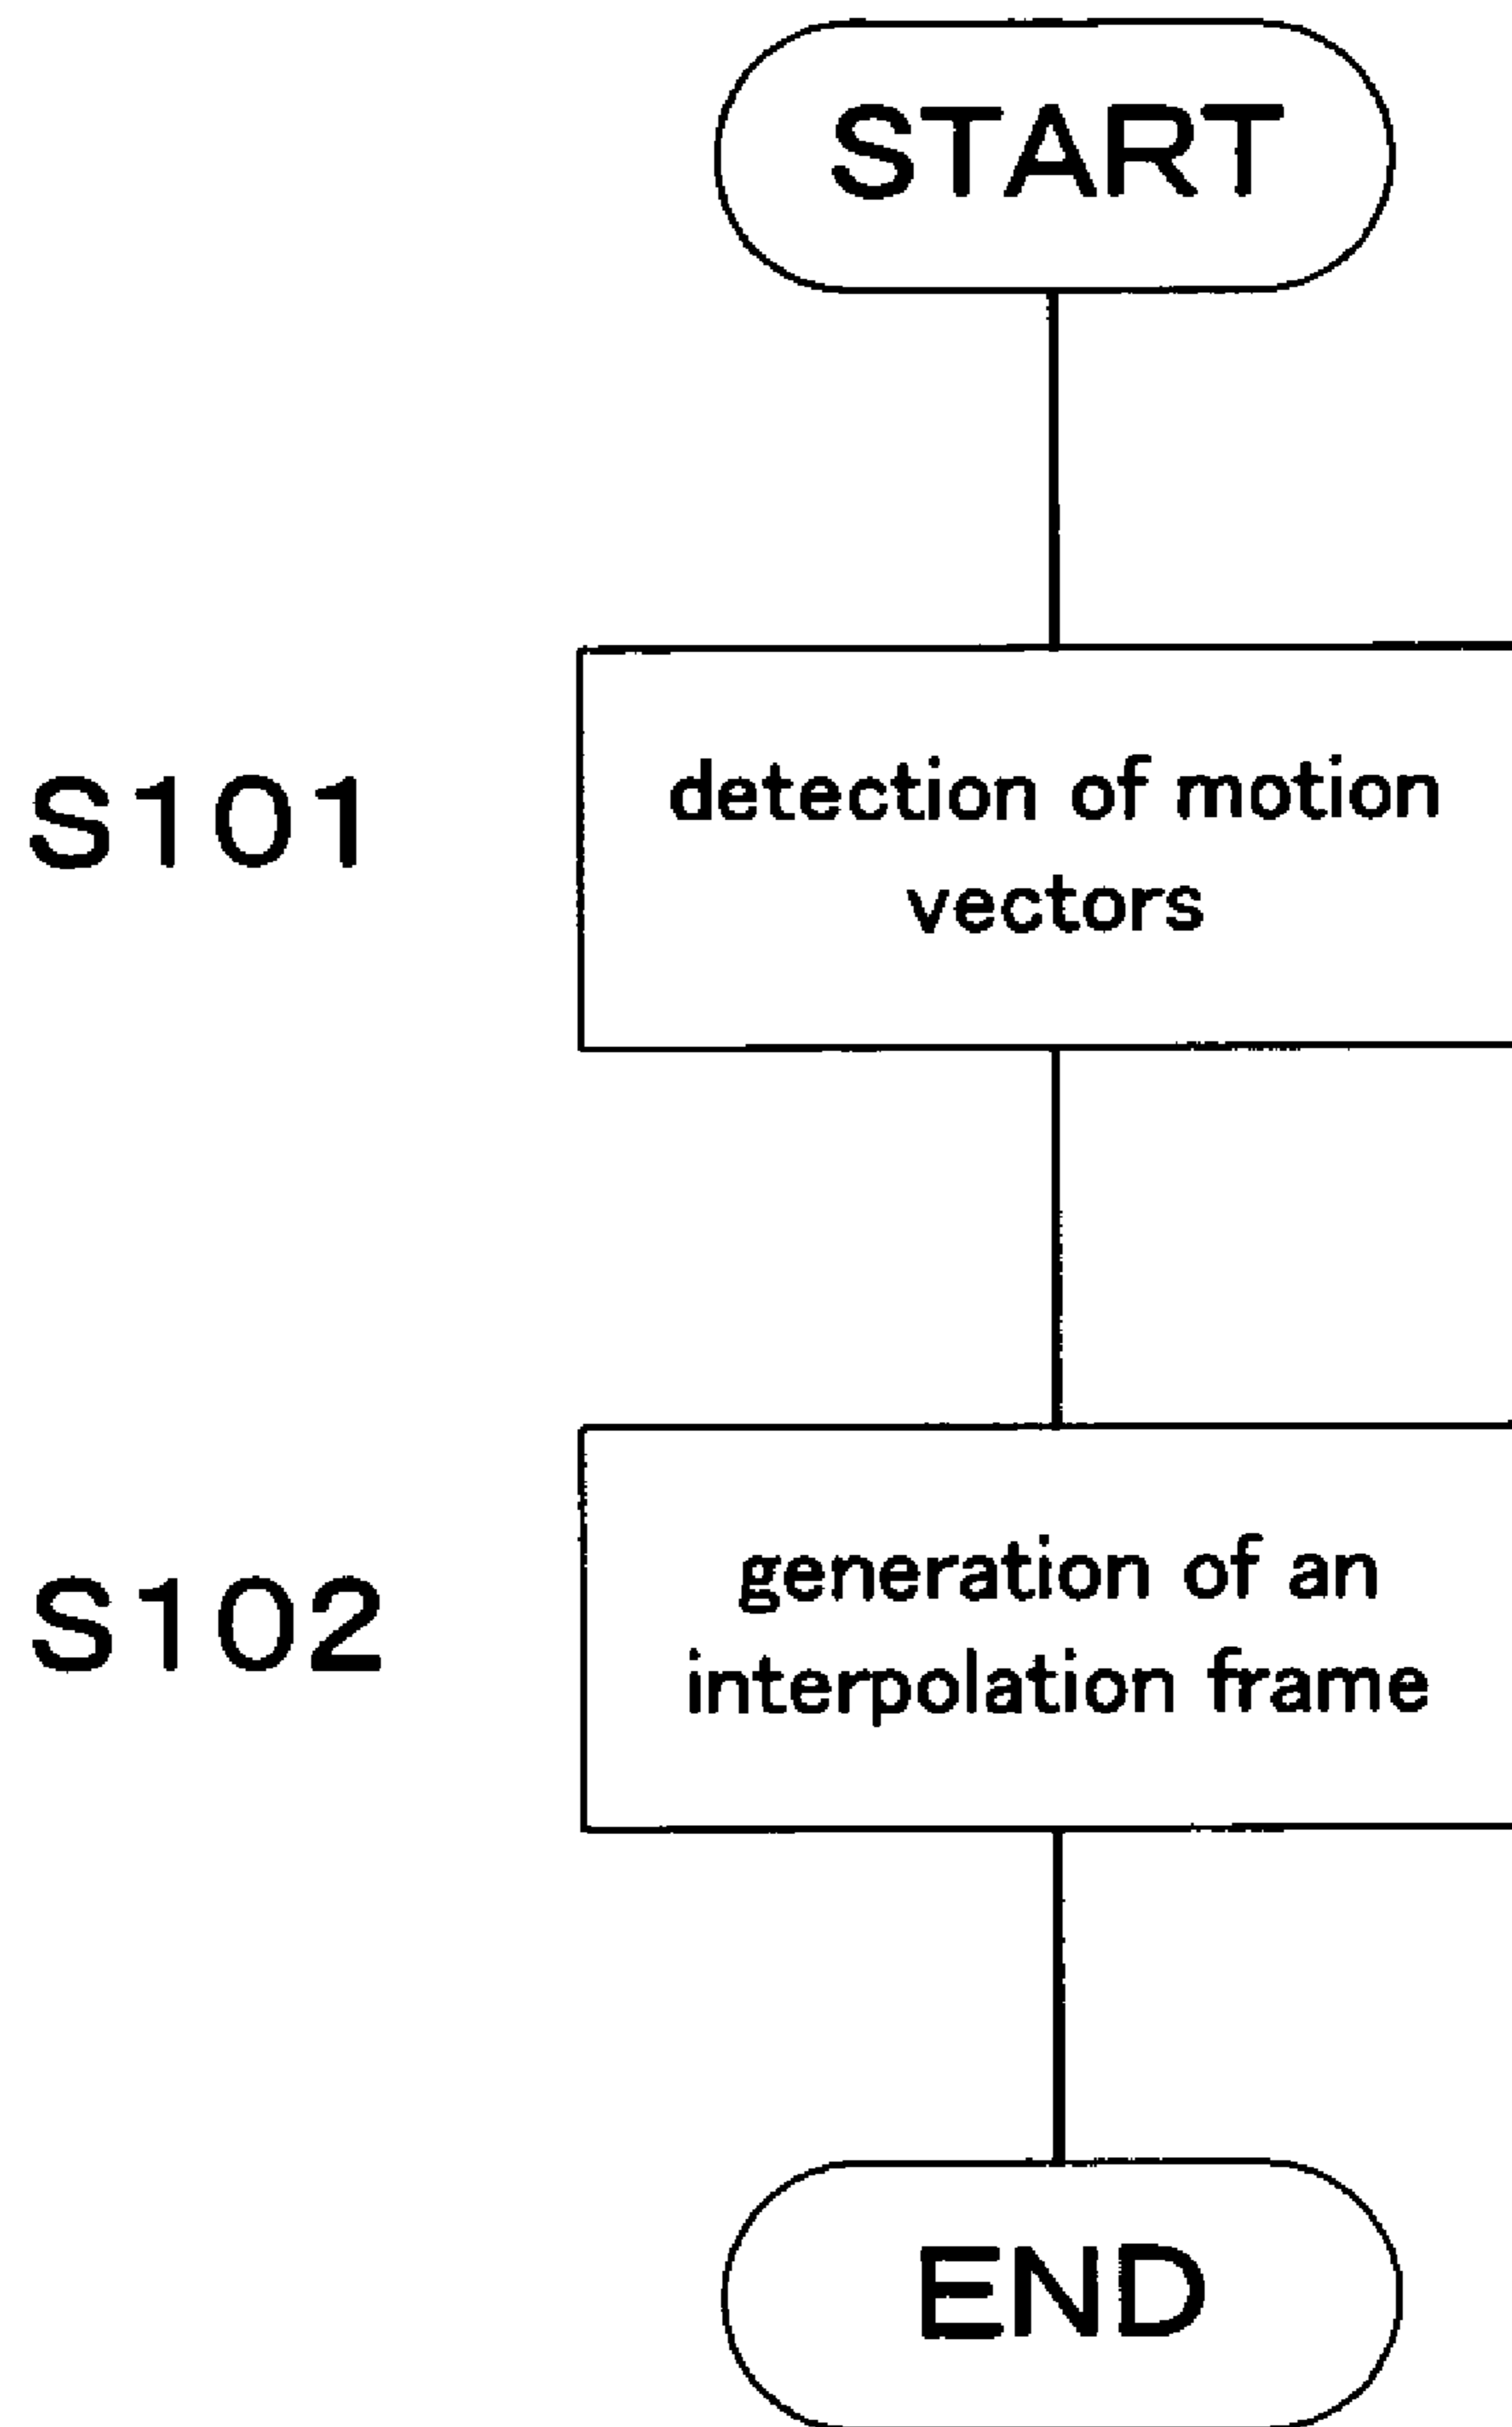 START
S101
detection of motion
vectors
S102
generation of an
interpolation frame
END